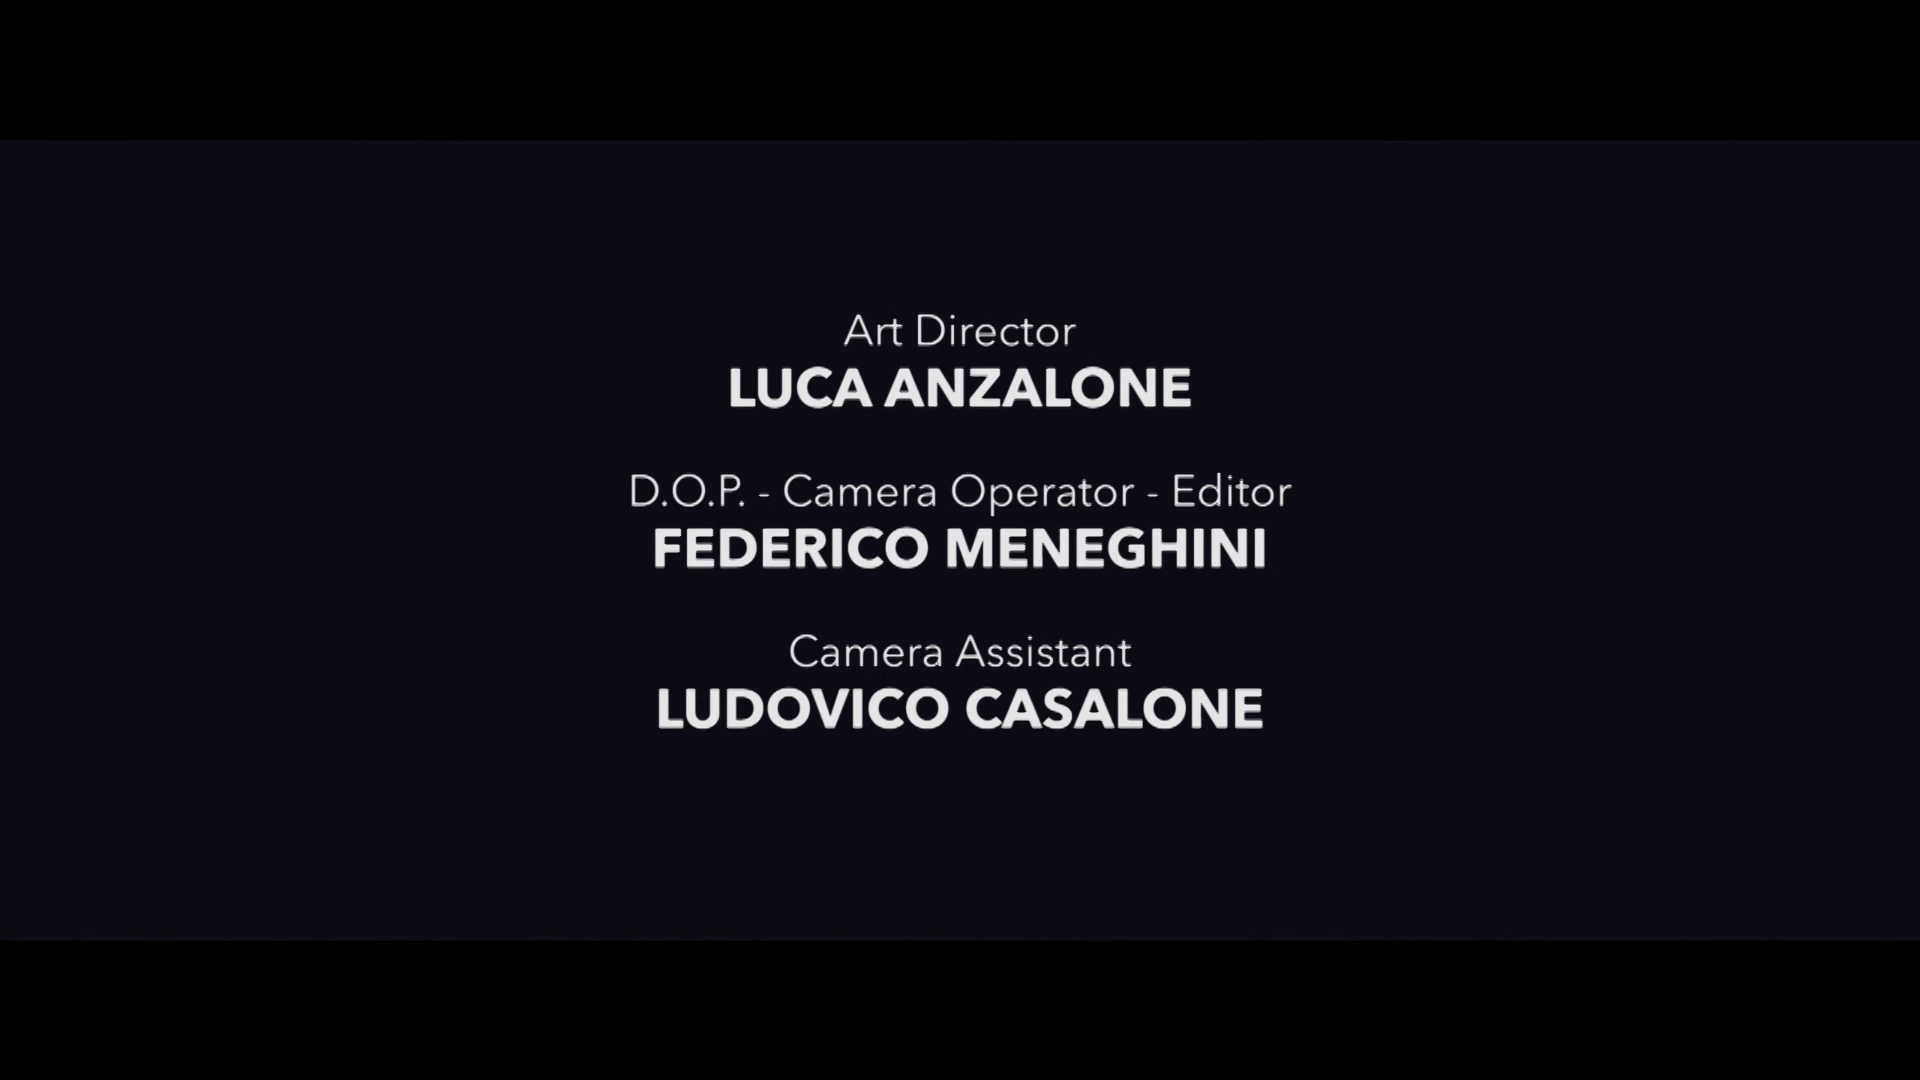 Art Director
LUCA ANZALONE
D.O.P. - Camera Operator - Editor
FEDERICO MENEGHINI
Camera Assistant
LUDOVICO CASALONE